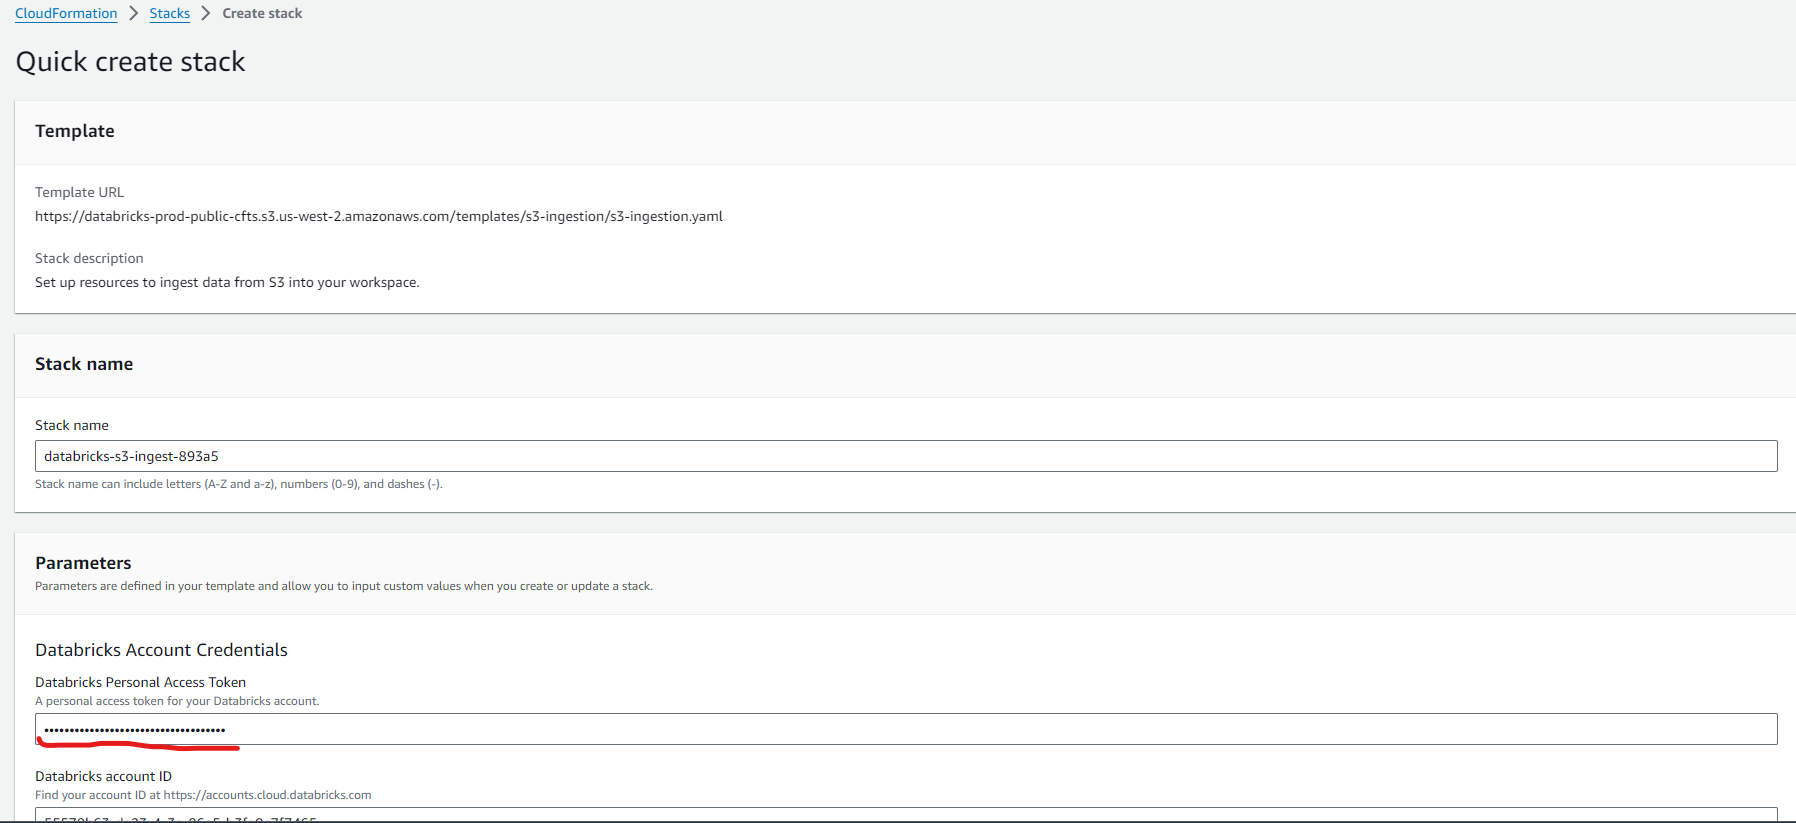 CloudFormation > Stacks > Create stack
Quick create stack
Template
Template URL
https://databricks-prod-public-cfts.s3.us-west-2.amazonaws.com/templates/s3-ingestion/s3-ingestion.yaml
Stack description
Set up resources to ingest data from S3 into your workspace.
Stack name
Stack name
databricks-s3-ingest-893a5
Stack name can include letters (A-Z and a-z), numbers (0-9), and dashes (-).
Parameters
Parameters are defined in your template and allow you to input custom values when you create or update a stack.
Databricks Account Credentials
Databricks Personal Access Token
A personal access token for your Databricks account.
••••••••••••••••••••••••••••••••••••
Databricks account ID
Find your account ID at https://accounts.cloud.databricks.com